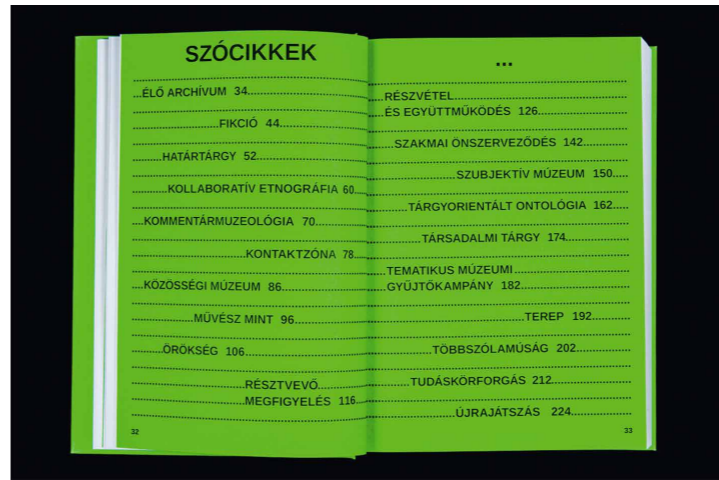 SZÓCIKKEK
ÉLŐ ARCHÍVUM 34
FIKCIÓ 44
HATÁRTÁRGY 52
KOLLABORATÍV ETNOGRÁFIA 60
KOMMENTÁRMUZEOLÓGIA 70
KONTAKTZÓNA 78
KÖZÖSSÉGI MÚZEUM 86
MŰVÉSZ MINT 96
ÖRÖKSÉG 106
RÉSZTVEVŐ
MEGFIGYELÉS 116
32
...
RÉSZVÉTEL
ÉS EGYÜTTMŰKÖDÉS 126
SZAKMAI ÖNSZERVEZŐDÉS 142
SZUBJEKTÍV MÚZEUM 150
TÁRGYORIENTÁLT ONTOLÓGIA 162
TÁRSADALMI TÁRGY 174
TEMATIKUS MÚZEUMI
GYŰJTŐKAMPÁNY 182
TEREP 192
TÖBBSZÓLAMÚSÁG 202
TUDÁSKÖRFORGÁS 212
ÚJRAJÁTSZÁS 224
33